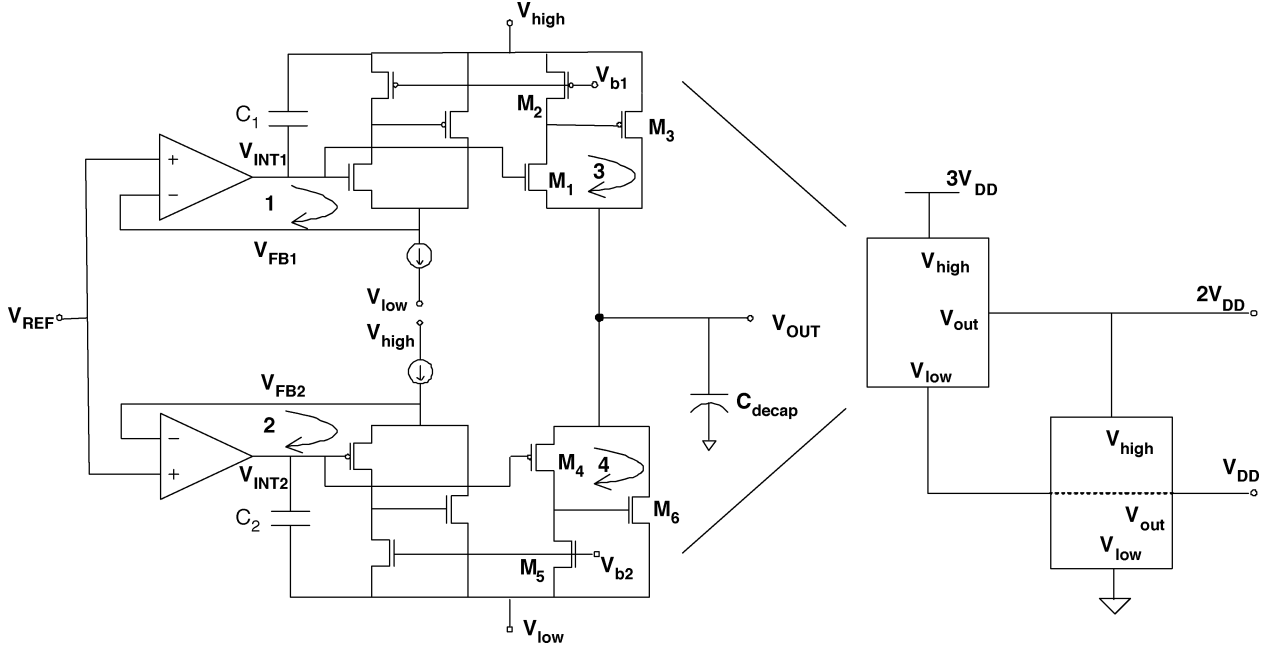 V_high
V_b1
M_2
C_1
M_3
V_INT1
+
M_1
3
−
1
3V_DD
V_FB1
V_high
V_low
2V_DD
V_REF
V_OUT
V_out
V_high
V_low
V_FB2
C_decap
2
−
V_high
M_4
4
+
V_INT2
V_DD
C_2
M_6
V_out
V_low
M_5
V_b2
V_low